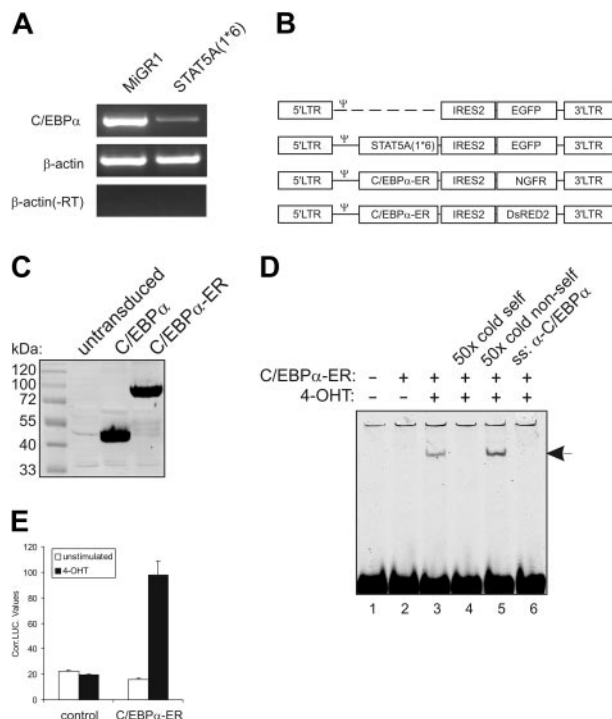 A
MiGR1
STAT5A(1*6)
C/EBPα
β-actin
β-actin(-RT)
B
5'LTR Ψ IRES2 EGFP 3'LTR
5'LTR Ψ STAT5A(1*6) IRES2 EGFP 3'LTR
5'LTR Ψ C/EBPα-ER IRES2 NGFR 3'LTR
5'LTR Ψ C/EBPα-ER IRES2 DsRED2 3'LTR
C
untransduced
C/EBPα
C/EBPα-ER
kDa:
120
100
72
55
40
33
D
50x cold self
50x cold non-self
ss: α-C/EBPα
C/EBPα-ER: - + + + + +
4-OHT: - - + + + +
1 2 3 4 5 6
E
unstimulated
4-OHT
Corr.LUC. Values
120
100
80
60
40
20
0
control C/EBPα-ER